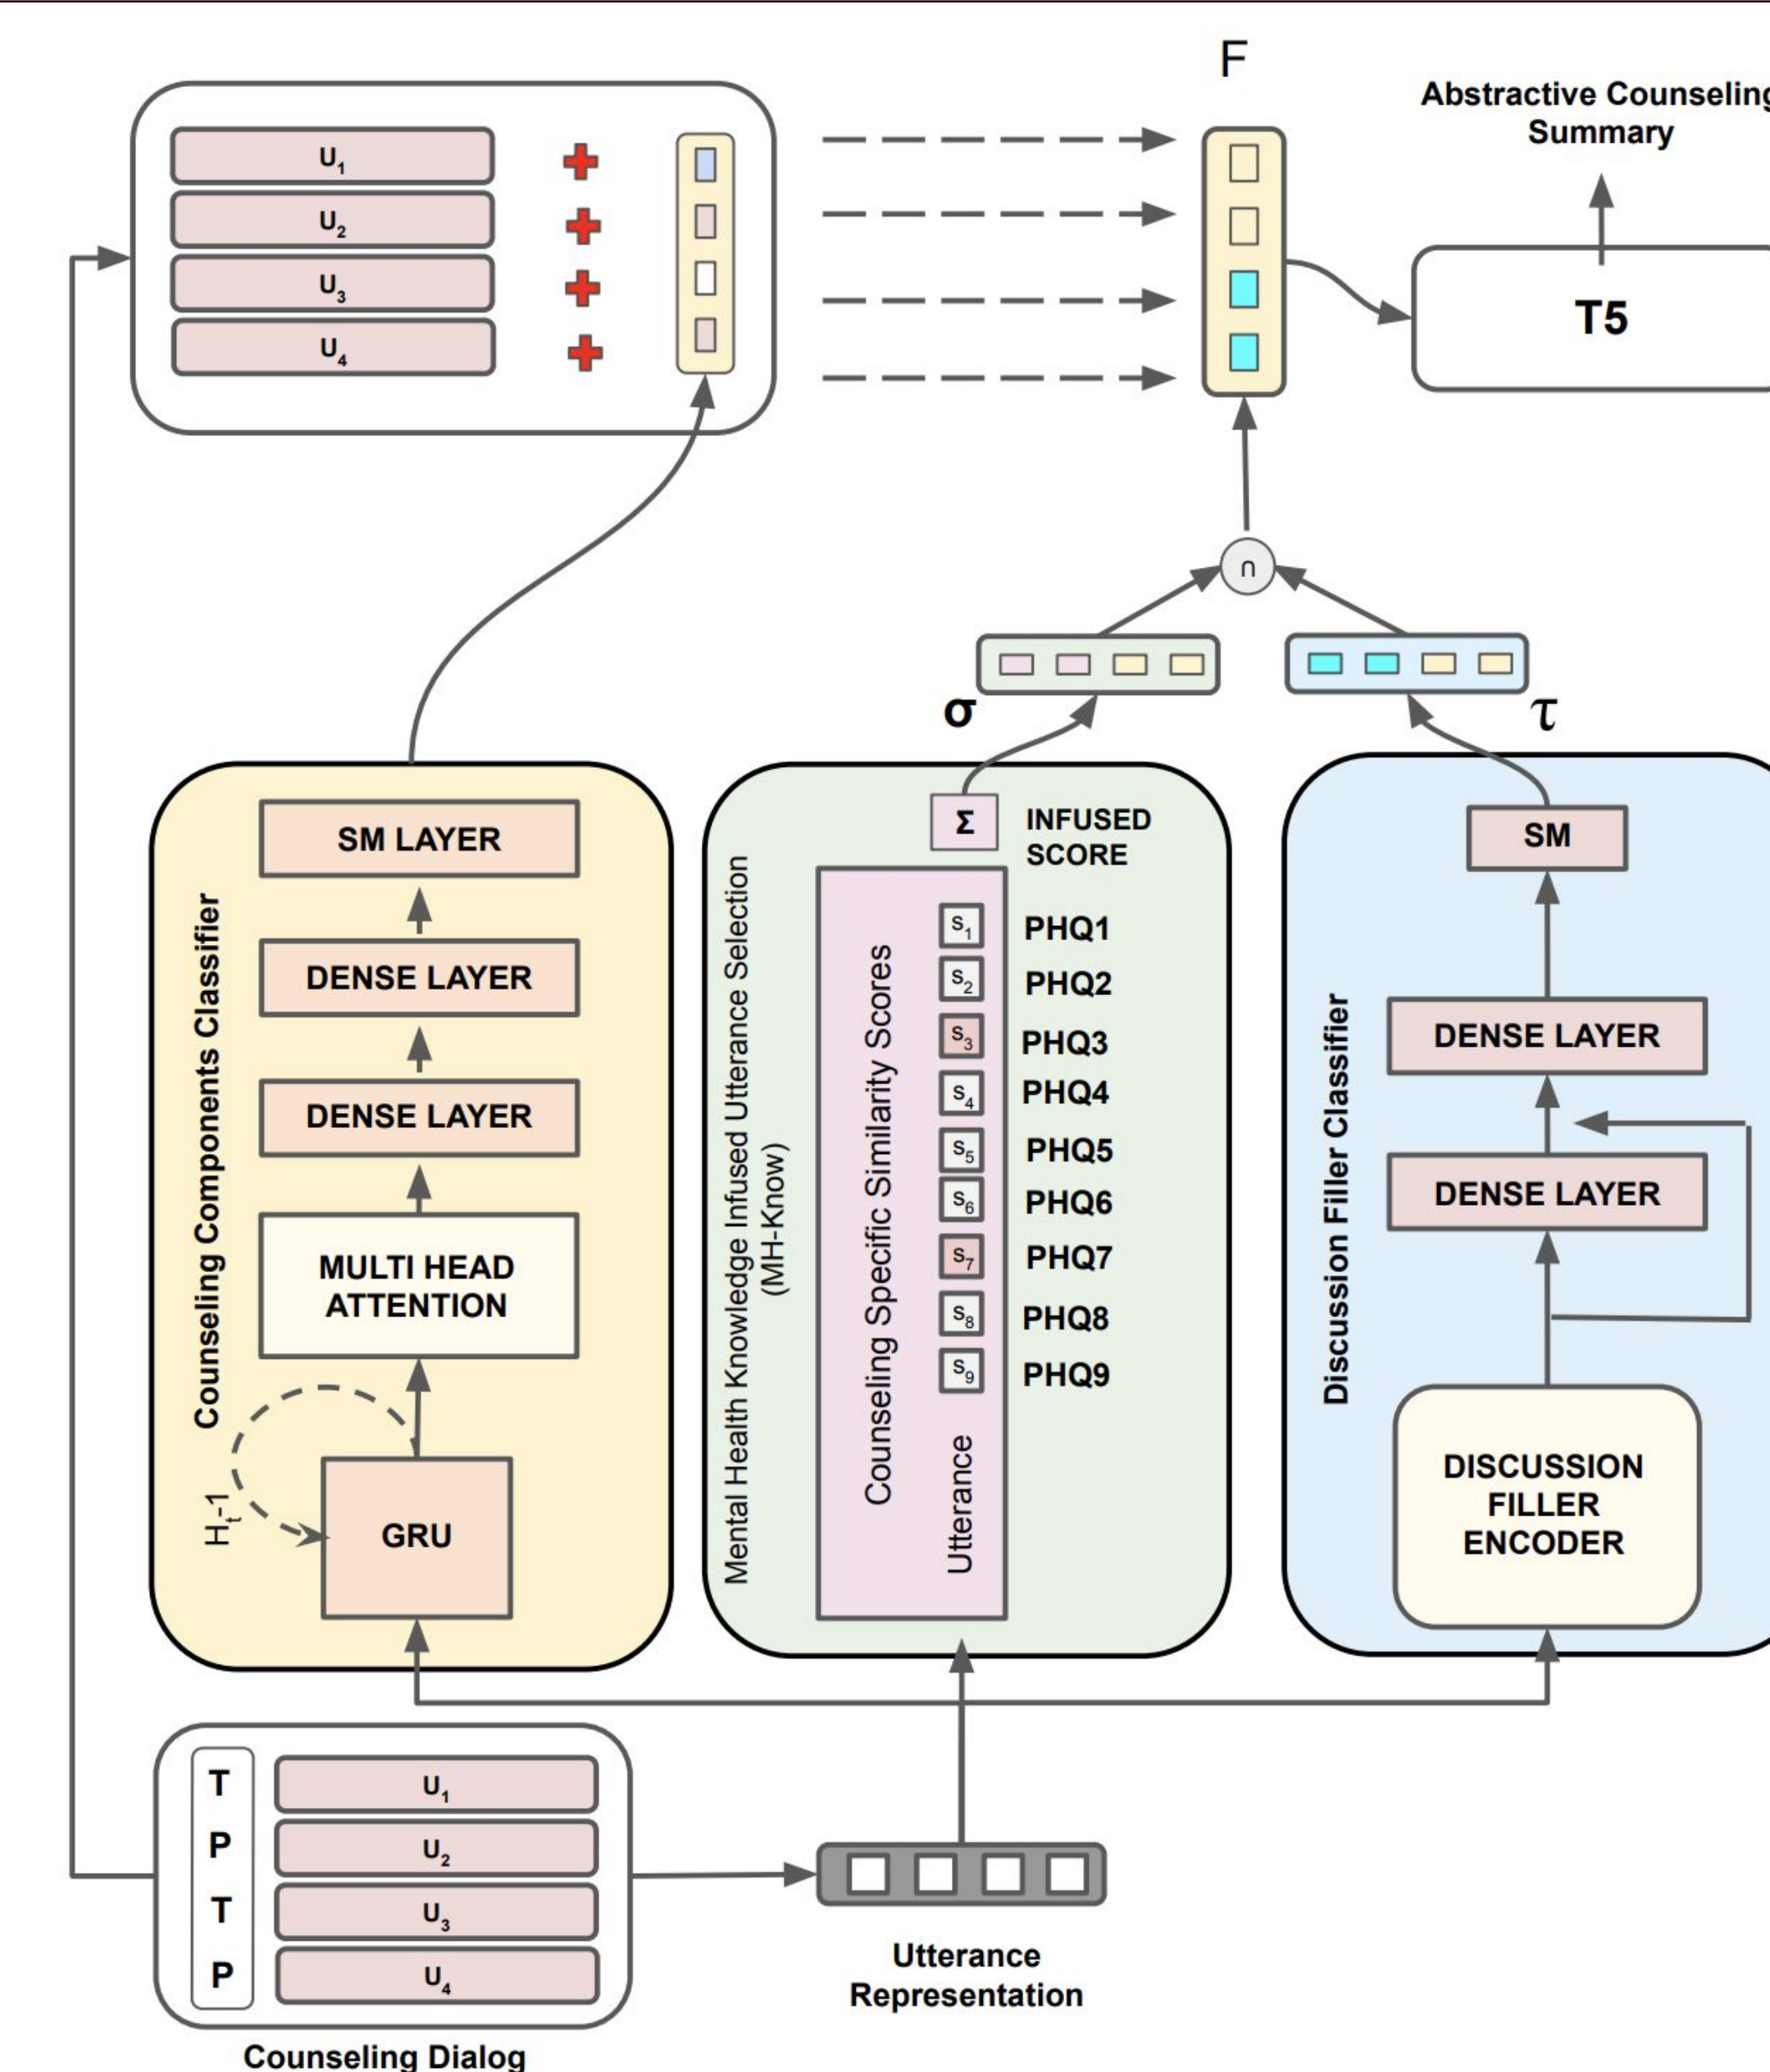 F
Abstractive Counseling
Summary
U1
U2
U3
U4
T5
∩
σ
τ
Counseling Components Classifier
SM LAYER
DENSE LAYER
DENSE LAYER
MULTI HEAD
ATTENTION
Ht-1
GRU
Mental Health Knowledge Infused Utterance Selection
(MH-Know)
Σ
INFUSED
SCORE
Counseling Specific Similarity Scores
Utterance
s1 PHQ1
s2 PHQ2
s3 PHQ3
s4 PHQ4
s5 PHQ5
s6 PHQ6
s7 PHQ7
s8 PHQ8
s9 PHQ9
Discussion Filler Classifier
SM
DENSE LAYER
DENSE LAYER
DISCUSSION
FILLER
ENCODER
T U1
P U2
T U3
P U4
Counseling Dialog
Utterance
Representation